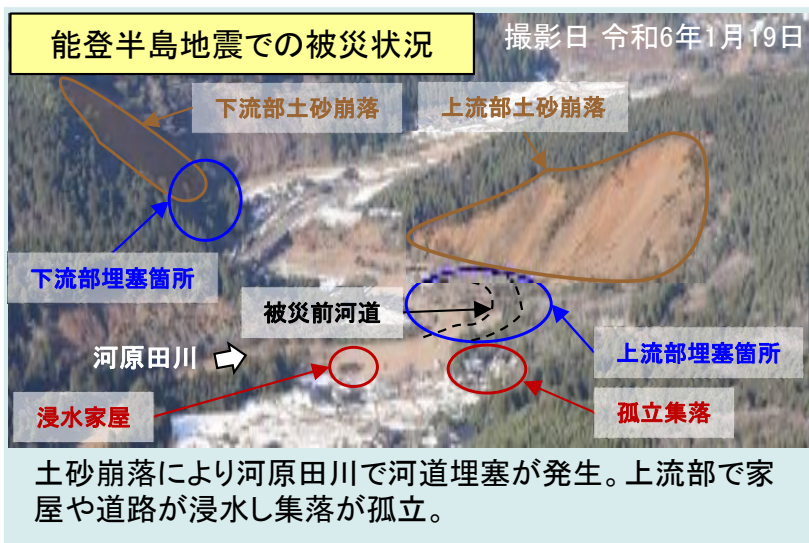 能登半島地震での被災状況
撮影日 令和6年1月19日
下流部土砂崩落
上流部土砂崩落
下流部埋塞箇所
被災前河道
河原田川
上流部埋塞箇所
浸水家屋
孤立集落
土砂崩落により河原田川で河道埋塞が発生。上流部で家
屋や道路が浸水し集落が孤立。